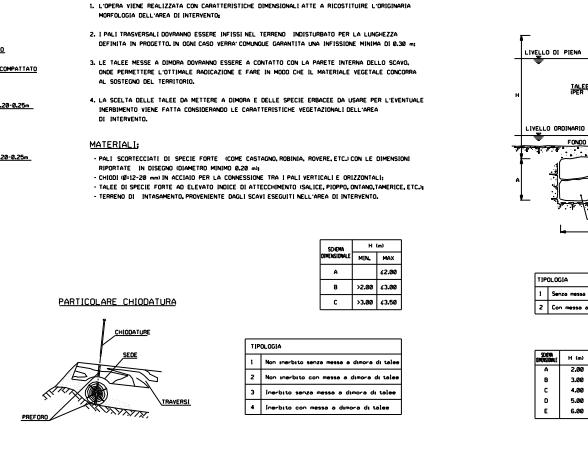 1. L'OPERA VIENE REALIZZATA CON CARATTERISTICHE DIMENSIONALI ATTE A RICOSTITUIRE L'ORIGINARIA
MORFOLOGIA DELL'AREA DI INTERVENTO;
2. I PALI TRASVERSALI DOVRANNO ESSERE INFISSI NEL TERRENO INDISTURBATO PER LA LUNGHEZZA
DEFINITA IN PROGETTO. IN OGNI CASO VERRA' COMUNQUE GARANTITA UNA INFISSIONE MINIMA DI 0.30 m;
3. LE TALEE MESSE A DIMORA DOVRANNO ESSERE A CONTATTO CON LA PARETE INTERNA DELLO SCAVO,
ONDE PERMETTERE L'OTTIMALE RADICAZIONE E FARE IN MODO CHE IL MATERIALE VEGETALE CONCORRA
AL SOSTEGNO DEL TERRITORIO.
4. LA SCELTA DELLE TALEE DA METTERE A DIMORA E DELLE SPECIE ERBACEE DA USARE PER L'EVENTUALE
INERBIMENTO VIENE FATTA CONSIDERANDO LE CARATTERISTICHE VEGETAZIONALI DELL'AREA
DI INTERVENTO.
COMPATTATO
.20-0.25m
.20-0.25m
MATERIALI:
- PALI SCORTECCIATI DI SPECIE FORTE (COME CASTAGNO, ROBINIA, ROVERE, ETC.) CON LE DIMENSIONI
RIPORTATE IN DISEGNO (DIAMETRO MINIMO 0.20 m);
- CHIODI (Ø=12-20 mm) IN ACCIAIO PER LA CONNESSIONE TRA I PALI VERTICALI E ORIZZONTALI;
- TALEE DI SPECIE FORTE AD ELEVATO INDICE DI ATTECCHIMENTO (SALICE, PIOPPO, ONTANO, TAMERICE, ETC.);
- TERRENO DI INTASAMENTO, PROVENIENTE DAGLI SCAVI ESEGUITI NELL'AREA DI INTERVENTO.
SCHEMA DIMENSIONALE H (m)
MIN. MAX
A ≤2.00
B >2.00 ≤3.00
C >3.00 ≤3.50
PARTICOLARE CHIODATURA
CHIODATURE
SEDE
TRAVERSI
PREFORO
TIPOLOGIA
1 Non inerbito senza messa a dimora di talee
2 Non inerbito con messa a dimora di talee
3 Inerbito senza messa a dimora di talee
4 Inerbito con messa a dimora di talee
LIVELLO DI PIENA
TALEE
(PER
H
LIVELLO ORDINARIO
FONDO
A
TIPOLOGIA
1 Senza messa
2 Con messa a
SCHEMA DIMENSIONALE H (m)
A 2.00
B 3.00
C 4.00
D 5.00
E 6.00